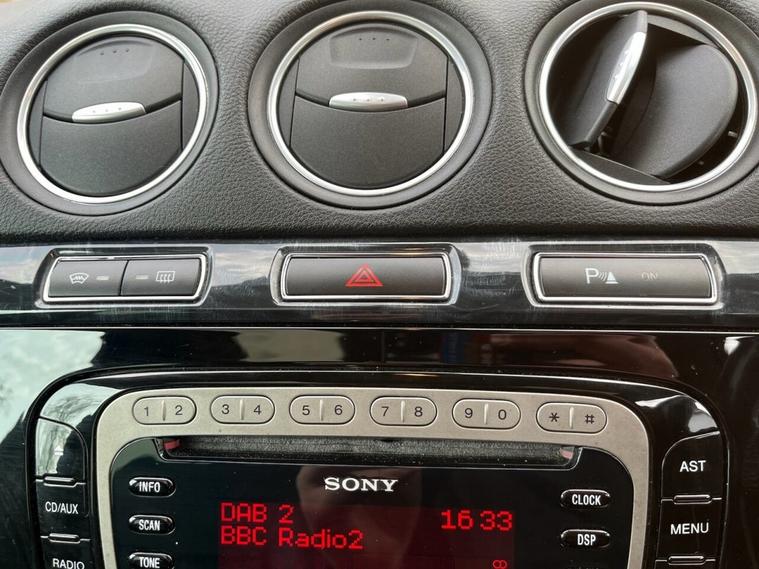 P ON
1 2 3 4 5 6 7 8 9 0 * #
SONY
INFO
CLOCK
AST
CD/AUX
SCAN
DAB 2 16 33
DSP
MENU
BBC Radio2
RADIO
TONE